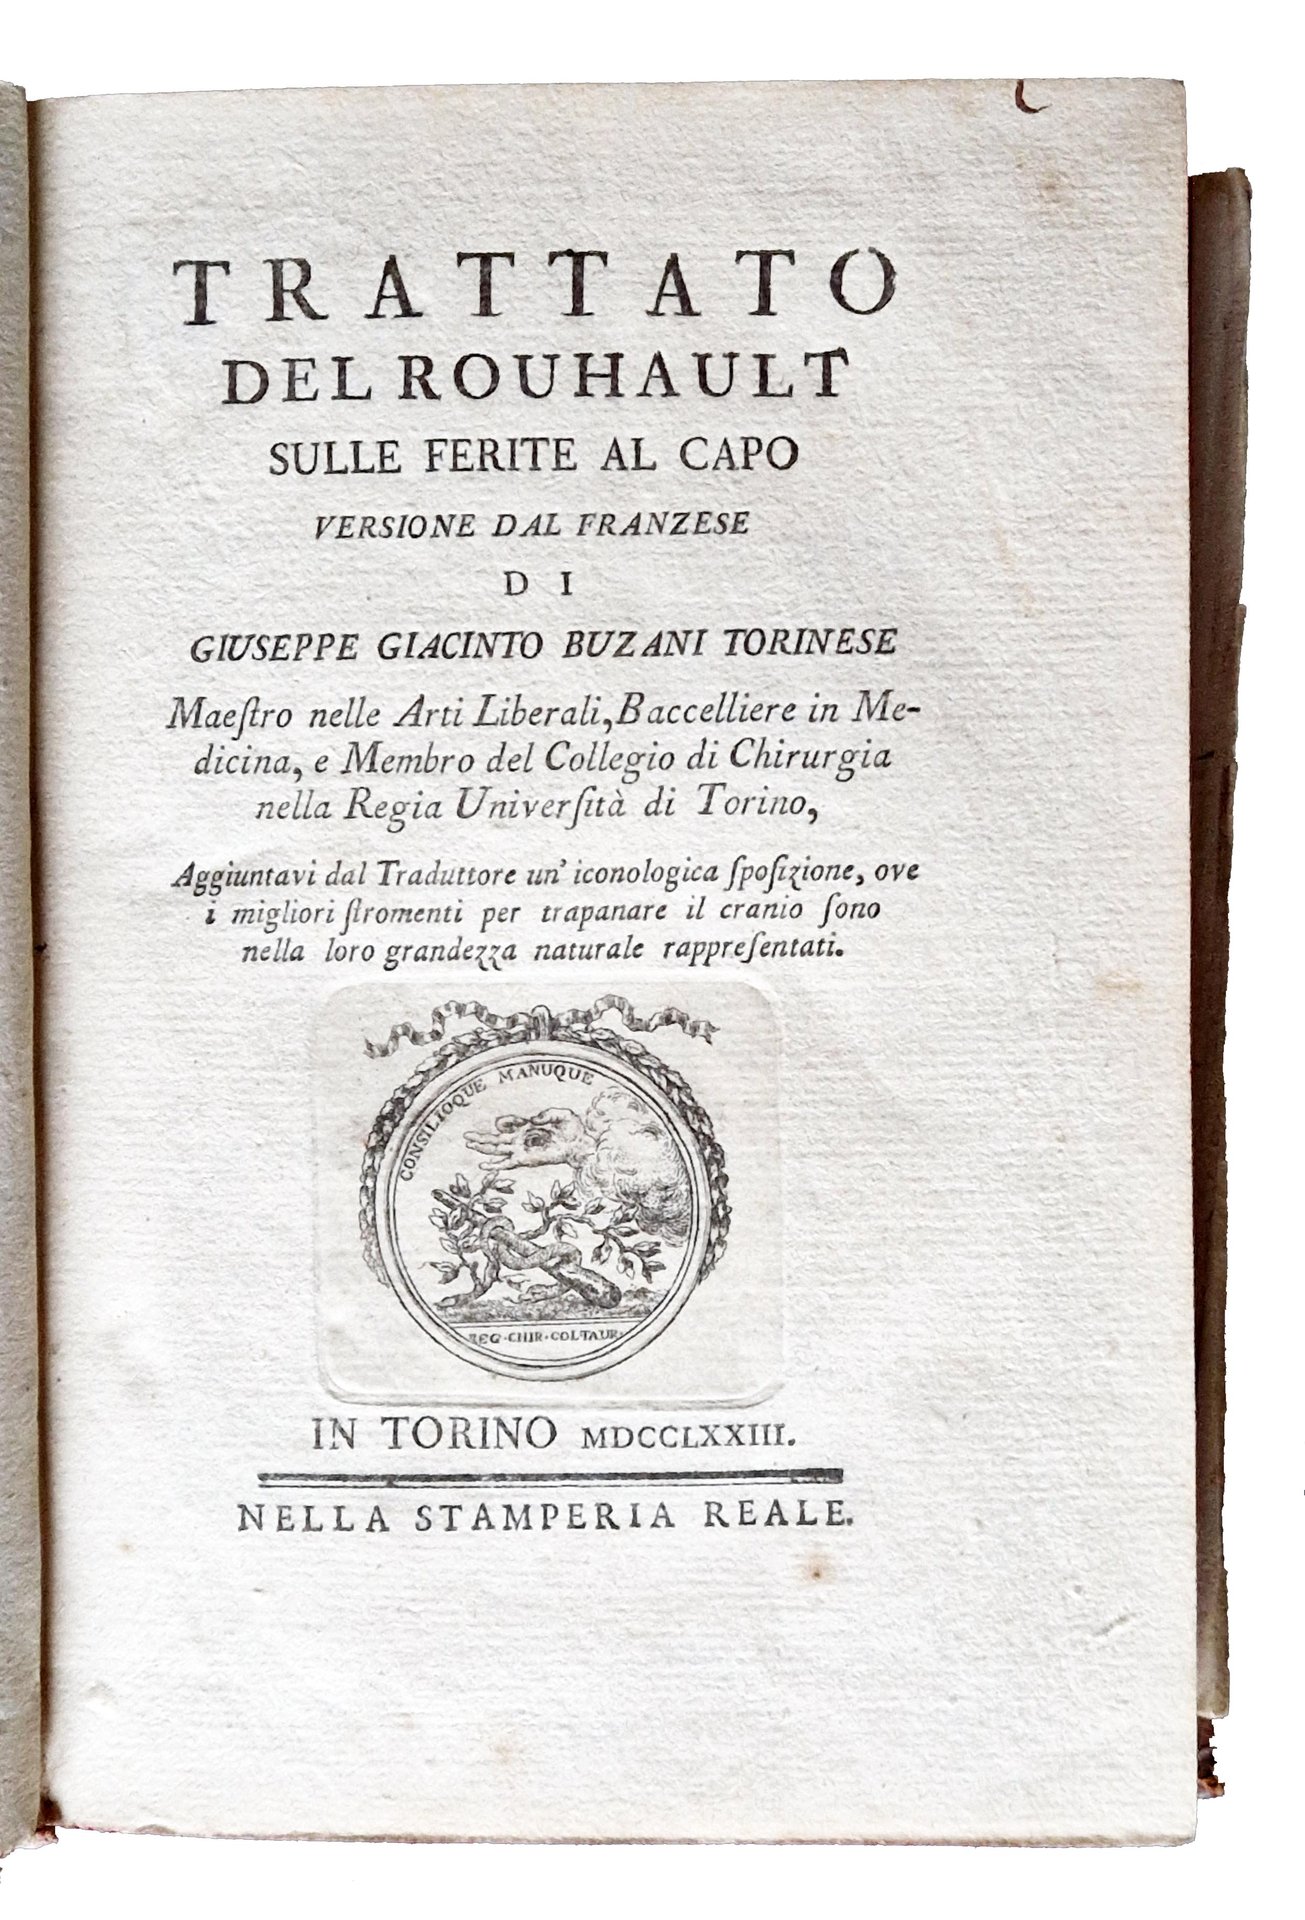 TRATTATO
DEL ROUHAULT
SULLE FERITE AL CAPO
VERSIONE DAL FRANZESE
DI
GIUSEPPE GIACINTO BUZANI TORINESE
Maeſtro nelle Arti Liberali, Baccelliere in Me-
dicina, e Membro del Collegio di Chirurgia
nella Regia Univerſità di Torino,
Aggiuntavi dal Traduttore un' iconologica ſpoſizione, ove
i migliori ſtromenti per trapanare il cranio ſono
nella loro grandezza naturale rappreſentati.
CONSILIOQUE MANUQUE
REG·CHIR·COL·TAUR·
IN TORINO MDCCLXXIII.
NELLA STAMPERIA REALE.